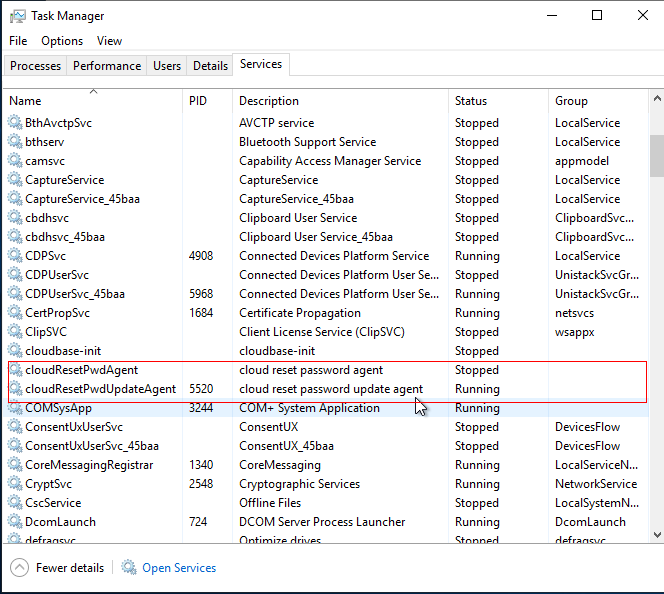 Task Manager
File Options View
Processes Performance Users Details Services
Name PID Description Status Group
BthAvctpSvc AVCTP service Stopped LocalService
bthserv Bluetooth Support Service Stopped LocalService
camsvc Capability Access Manager Service Stopped appmodel
CaptureService CaptureService Stopped LocalService
CaptureService_45baa CaptureService_45baa Stopped LocalService
cbdhsvc Clipboard User Service Stopped ClipboardSvc...
cbdhsvc_45baa Clipboard User Service_45baa Stopped ClipboardSvc...
CDPSvc 4908 Connected Devices Platform Service Running LocalService
CDPUserSvc Connected Devices Platform User Se... Stopped UnistackSvcGr...
CDPUserSvc_45baa 5968 Connected Devices Platform User Se... Running UnistackSvcGr...
CertPropSvc 1684 Certificate Propagation Running netsvcs
ClipSVC Client License Service (ClipSVC) Stopped wsappx
cloudbase-init cloudbase-init Stopped
cloudResetPwdAgent cloud reset password agent Stopped
cloudResetPwdUpdateAgent 5520 cloud reset password update agent Running
COMSysApp 3244 COM+ System Application Running
ConsentUxUserSvc ConsentUX Stopped DevicesFlow
ConsentUxUserSvc_45baa ConsentUX_45baa Stopped DevicesFlow
CoreMessagingRegistrar 1340 CoreMessaging Running LocalServiceN...
CryptSvc 2548 Cryptographic Services Running NetworkService
CscService Offline Files Stopped LocalSystemN...
DcomLaunch 724 DCOM Server Process Launcher Running DcomLaunch
defragsvc Optimize drives Stopped defragsvc
Fewer details Open Services